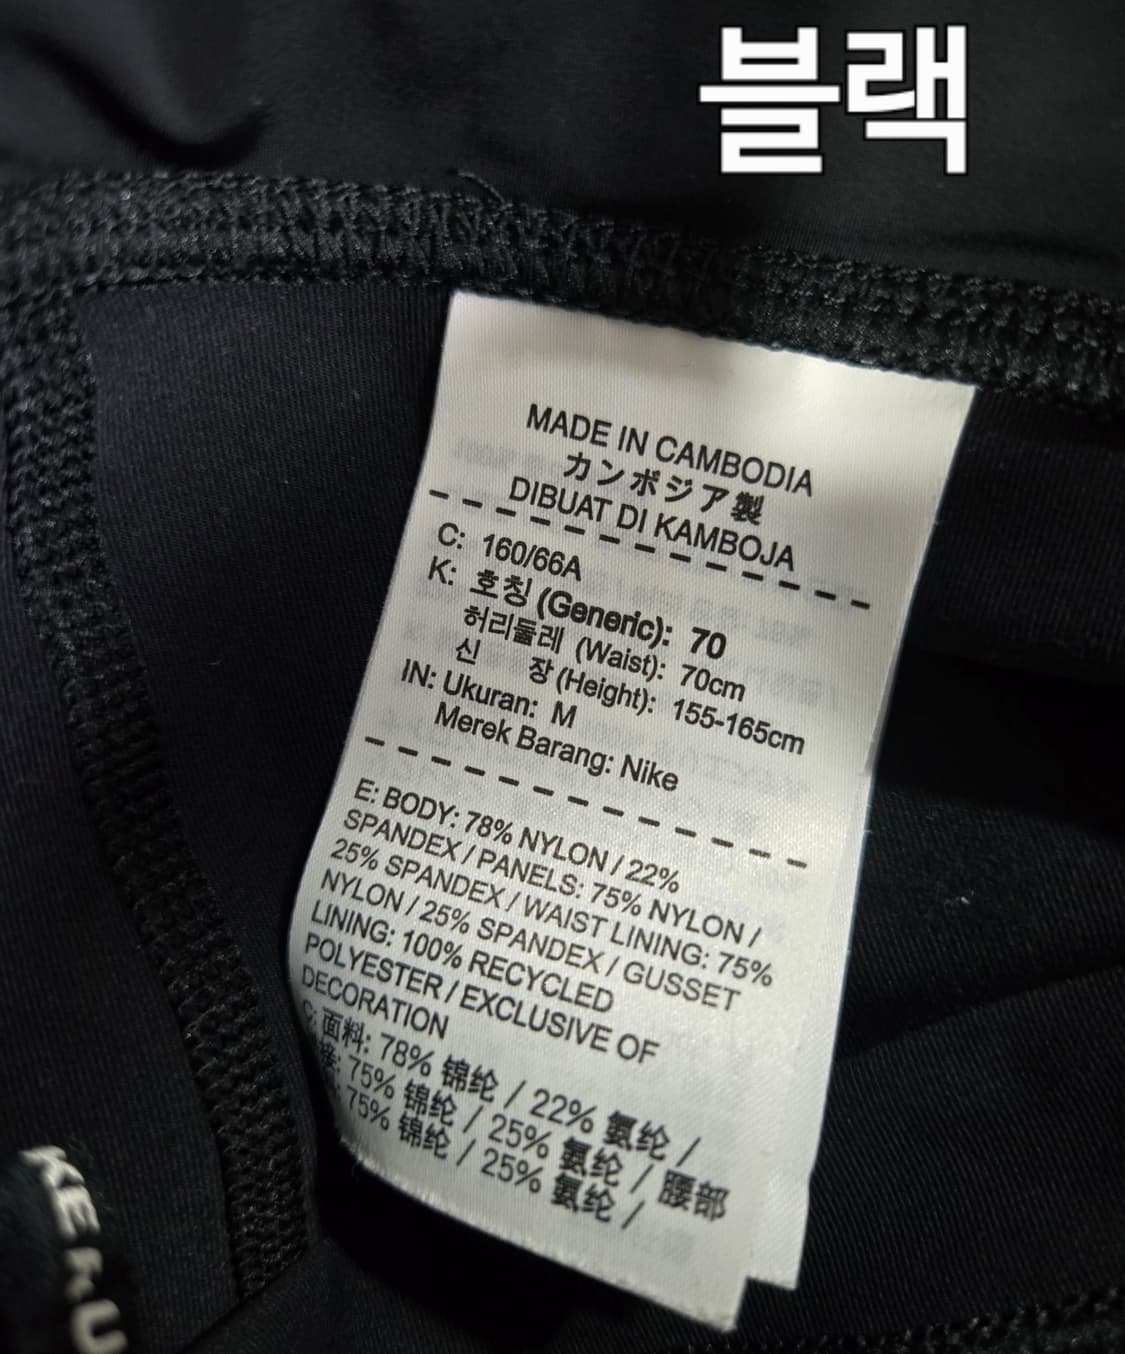 블랙
MADE IN CAMBODIA
カンボジア製
DIBUAT DI KAMBOJA
C: 160/66A
K: 호칭 (Generic): 70
허리둘레 (Waist): 70cm
신 장 (Height): 155-165cm
IN: Ukuran: M
Merek Barang: Nike
E: BODY: 78% NYLON / 22%
SPANDEX / PANELS: 75% NYLON /
25% SPANDEX / WAIST LINING: 75%
NYLON / 25% SPANDEX / GUSSET
LINING: 100% RECYCLED
POLYESTER / EXCLUSIVE OF
DECORATION
C: 面料: 78% 锦纶 / 22% 氨纶 /
接: 75% 锦纶 / 25% 氨纶 / 腰部
75% 锦纶 / 25% 氨纶 /